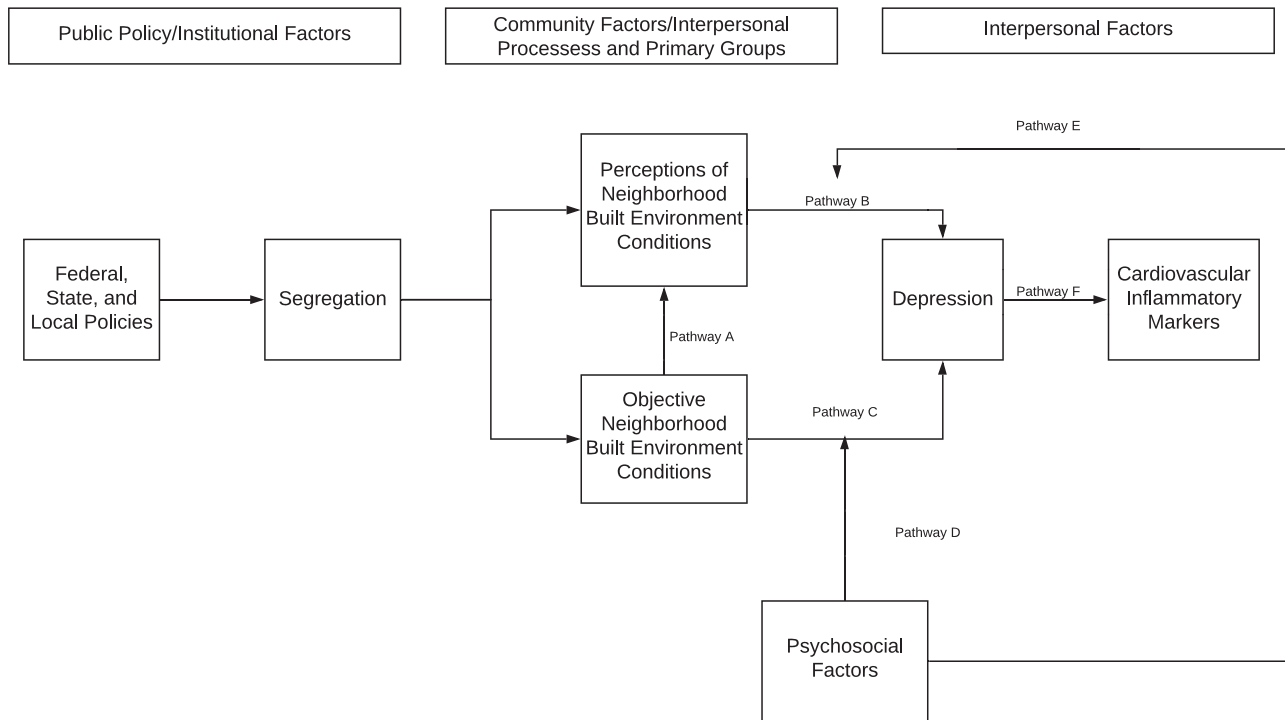 Public Policy/Institutional Factors
Community Factors/Interpersonal
Processess and Primary Groups
Interpersonal Factors
Pathway E
Perceptions of
Neighborhood
Built Environment
Conditions
Pathway B
Federal,
State, and
Local Policies
Segregation
Depression
Pathway F
Cardiovascular
Inflammatory
Markers
Pathway A
Objective
Neighborhood
Built Environment
Conditions
Pathway C
Pathway D
Psychosocial
Factors